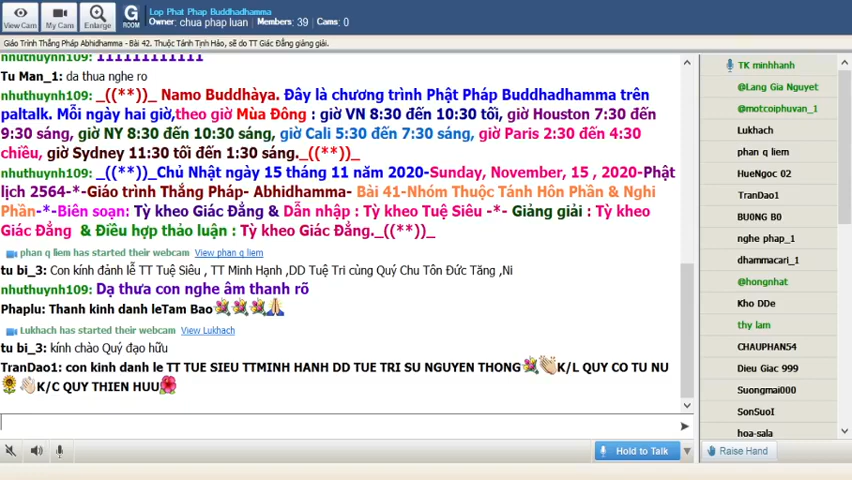 Lop Phat Phap Buddhadhamma
Owner: chua phap luan / Members: 39 Cams: 0
View Cam
My Cam
Enlarge
G
ROOM
Giáo Trình Thắng Pháp Abhidhamma - Bài 42. Thuộc Tánh Tịnh Hảo, sẽ do TT Giác Đẳng giảng giải.
nhuthuynh109: 111111111111
Tu Man_1: da thua nghe ro
nhuthuynh109: _((**))_ Namo Buddhàya. Đây là chương trình Phật Pháp Buddhadhamma trên
paltalk. Mỗi ngày hai giờ,theo giờ Mùa Đông : giờ VN 8:30 đến 10:30 tối, giờ Houston 7:30 đến
9:30 sáng, giờ NY 8:30 đến 10:30 sáng, giờ Cali 5:30 đến 7:30 sáng, giờ Paris 2:30 đến 4:30
chiều, giờ Sydney 11:30 tối đến 1:30 sáng._((**))_
nhuthuynh109: _((**))_Chủ Nhật ngày 15 tháng 11 năm 2020-Sunday, November, 15 , 2020-Phật
lịch 2564-*-Giáo trình Thắng Pháp- Abhidhamma- Bài 41-Nhóm Thuộc Tánh Hôn Phần & Nghi
Phần-*-Biên soạn: Tỳ kheo Giác Đẳng & Dẫn nhập : Tỳ kheo Tuệ Siêu -*- Giảng giải : Tỳ kheo
Giác Đẳng & Điều hợp thảo luận : Tỳ kheo Giác Đẳng._((**))_
phan q liem has started their webcam View phan q liem
tu bi_3: Con kính đảnh lễ TT Tuệ Siêu , TT Minh Hạnh ,DD Tuệ Tri cùng Quý Chu Tôn Đức Tăng ,Ni
nhuthuynh109: Dạ thưa con nghe âm thanh rõ
Phaplu: Thanh kinh danh leTam Bao
Lukhach has started their webcam View Lukhach
tu bi_3: kính chào Quý đạo hữu
TranDao1: con kinh danh le TT TUE SIEU TTMINH HANH DD TUE TRI SU NGUYEN THONG K/L QUY CO TU NU
K/C QUY THIEN HUU
Hold to Talk
TK minhhanh
@Lang Gia Nguyet
@motcoiphuvan_1
Lukhach
phan q liem
HueNgoc 02
TranDao1
BU0NG B0
nghe phap_1
dhammacari_1
@hongnhat
Kho DDe
thy lam
CHAUPHAN54
Dieu Giac 999
Suongmai000
SonSuoI
hoa-sala
Raise Hand